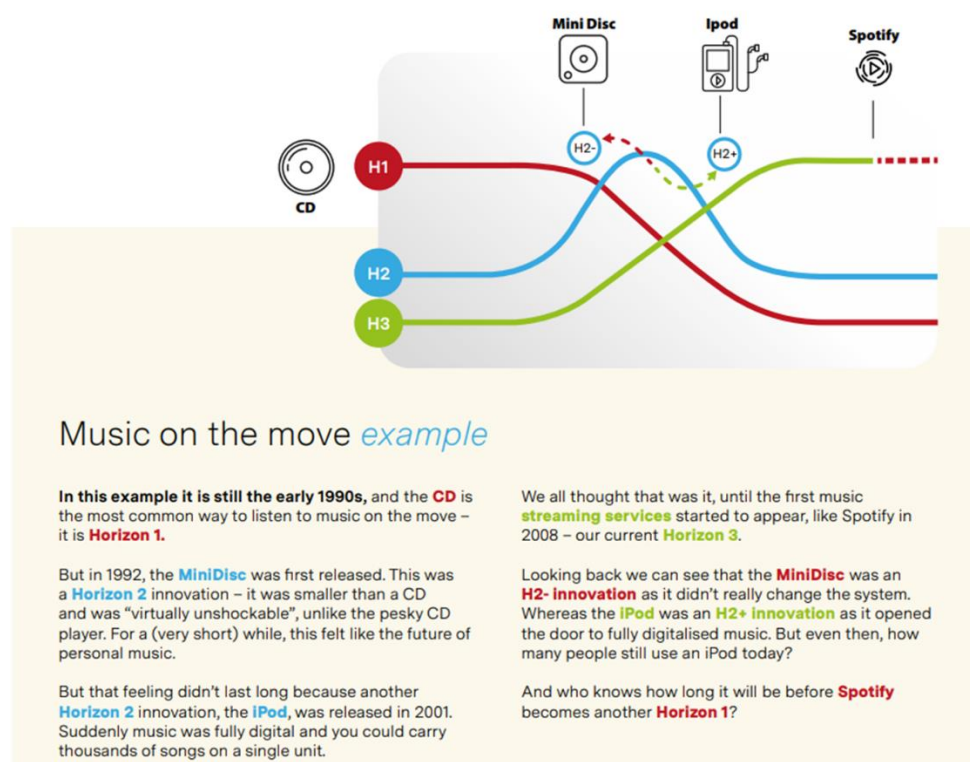 Mini Disc
Ipod
Spotify
H2-
H2+
H1
CD
H2
H3
Music on the move example
In this example it is still the early 1990s, and the CD is
the most common way to listen to music on the move –
it is Horizon 1.
But in 1992, the MiniDisc was first released. This was
a Horizon 2 innovation – it was smaller than a CD
and was “virtually unshockable”, unlike the pesky CD
player. For a (very short) while, this felt like the future of
personal music.
But that feeling didn’t last long because another
Horizon 2 innovation, the iPod, was released in 2001.
Suddenly music was fully digital and you could carry
thousands of songs on a single unit.
We all thought that was it, until the first music
streaming services started to appear, like Spotify in
2008 – our current Horizon 3.
Looking back we can see that the MiniDisc was an
H2- innovation as it didn’t really change the system.
Whereas the iPod was an H2+ innovation as it opened
the door to fully digitalised music. But even then, how
many people still use an iPod today?
And who knows how long it will be before Spotify
becomes another Horizon 1?